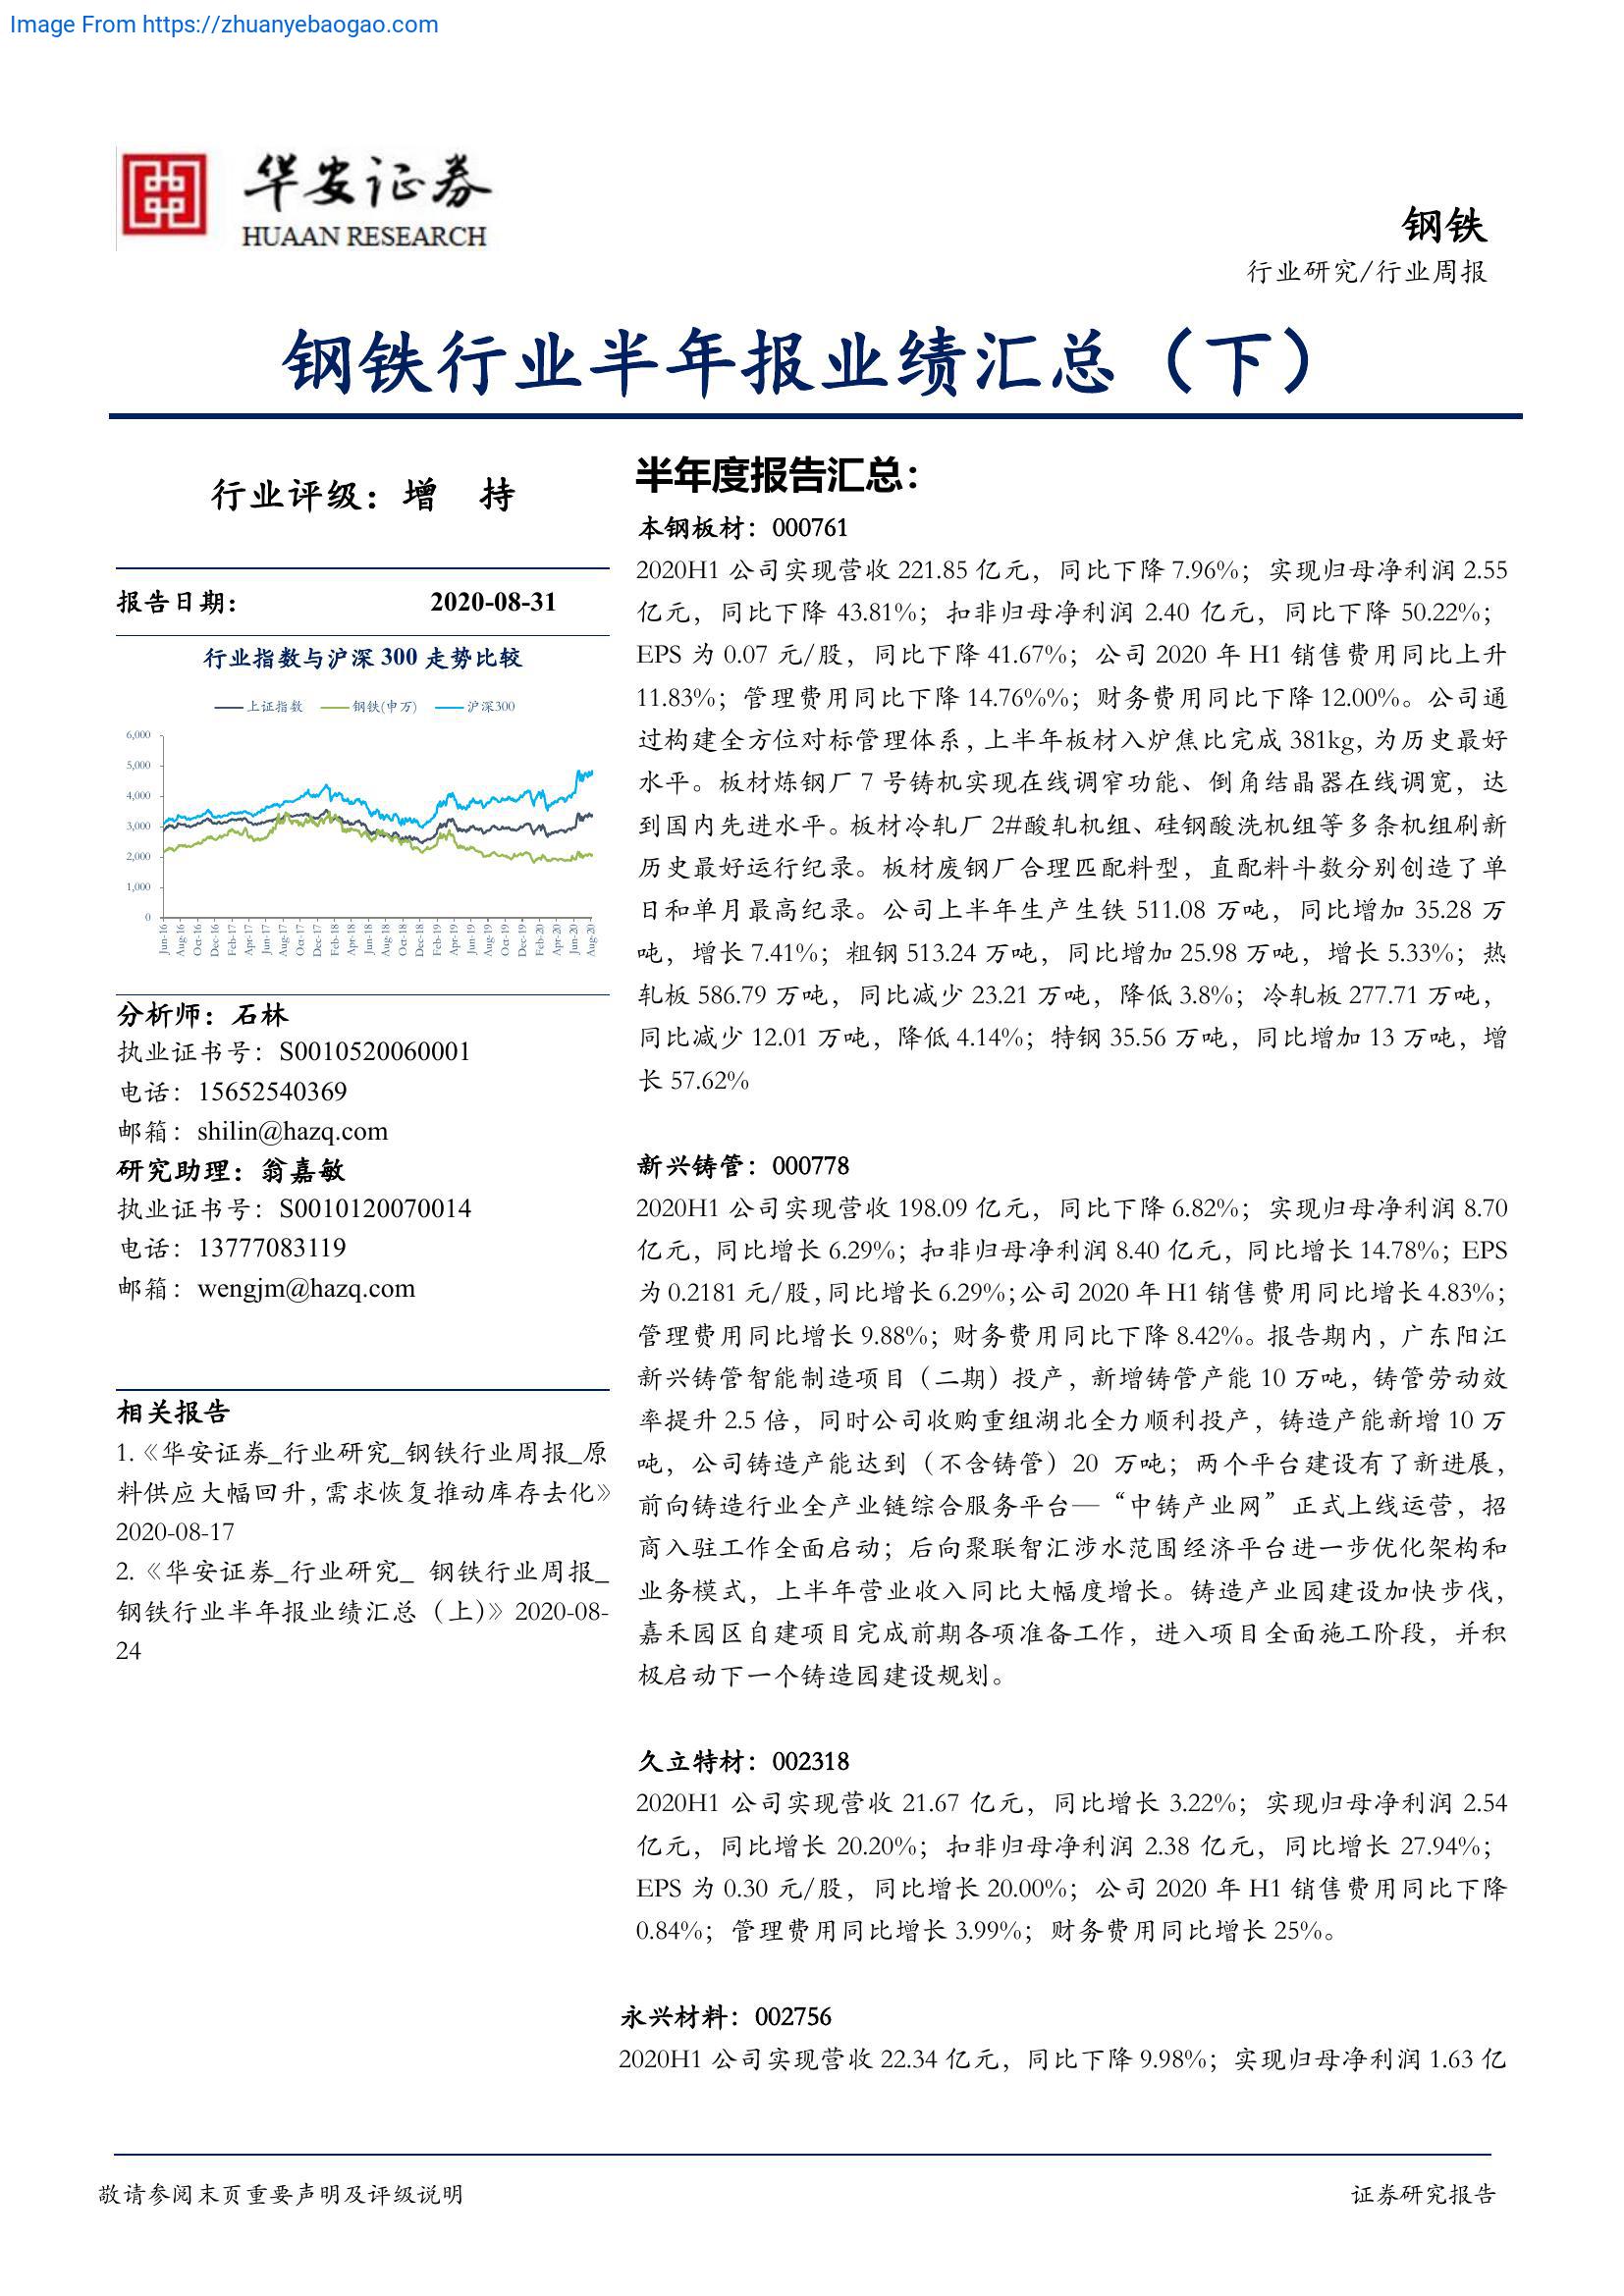 Image From https://zhuanyebaogao.com
华安证券
HUAAN RESEARCH
钢铁
行业研究/行业周报
钢铁行业半年报业绩汇总（下）
行业评级：增 持
报告日期： 2020-08-31
行业指数与沪深 300 走势比较
上证指数 钢铁(申万) 沪深300
6,000
5,000
4,000
3,000
2,000
1,000
0
Jun-16 Aug-16 Oct-16 Dec-16 Feb-17 Apr-17 Jun-17 Aug-17 Oct-17 Dec-17 Feb-18 Apr-18 Jun-18 Aug-18 Oct-18 Dec-18 Feb-19 Apr-19 Jun-19 Aug-19 Oct-19 Dec-19 Feb-20 Apr-20 Jun-20 Aug-20
分析师：石林
执业证书号：S0010520060001
电话：15652540369
邮箱：shilin@hazq.com
研究助理：翁嘉敏
执业证书号：S0010120070014
电话：13777083119
邮箱：wengjm@hazq.com
相关报告
1.《华安证券_行业研究_钢铁行业周报_原
料供应大幅回升，需求恢复推动库存去化》
2020-08-17
2.《华安证券_行业研究_ 钢铁行业周报_
钢铁行业半年报业绩汇总（上）》2020-08-
24
半年度报告汇总：
本钢板材：000761
2020H1 公司实现营收 221.85 亿元，同比下降 7.96%；实现归母净利润 2.55
亿元，同比下降 43.81%；扣非归母净利润 2.40 亿元，同比下降 50.22%；
EPS 为 0.07 元/股，同比下降 41.67%；公司 2020 年 H1 销售费用同比上升
11.83%；管理费用同比下降 14.76%%；财务费用同比下降 12.00%。公司通
过构建全方位对标管理体系，上半年板材入炉焦比完成 381kg，为历史最好
水平。板材炼钢厂 7 号铸机实现在线调窄功能、倒角结晶器在线调宽，达
到国内先进水平。板材冷轧厂 2#酸轧机组、硅钢酸洗机组等多条机组刷新
历史最好运行纪录。板材废钢厂合理匹配料型，直配料斗数分别创造了单
日和单月最高纪录。公司上半年生产生铁 511.08 万吨，同比增加 35.28 万
吨，增长 7.41%；粗钢 513.24 万吨，同比增加 25.98 万吨，增长 5.33%；热
轧板 586.79 万吨，同比减少 23.21 万吨，降低 3.8%；冷轧板 277.71 万吨，
同比减少 12.01 万吨，降低 4.14%；特钢 35.56 万吨，同比增加 13 万吨，增
长 57.62%
新兴铸管：000778
2020H1 公司实现营收 198.09 亿元，同比下降 6.82%；实现归母净利润 8.70
亿元，同比增长 6.29%；扣非归母净利润 8.40 亿元，同比增长 14.78%；EPS
为 0.2181 元/股，同比增长 6.29%；公司 2020 年 H1 销售费用同比增长 4.83%；
管理费用同比增长 9.88%；财务费用同比下降 8.42%。报告期内，广东阳江
新兴铸管智能制造项目（二期）投产，新增铸管产能 10 万吨，铸管劳动效
率提升 2.5 倍，同时公司收购重组湖北全力顺利投产，铸造产能新增 10 万
吨，公司铸造产能达到（不含铸管）20 万吨；两个平台建设有了新进展，
前向铸造行业全产业链综合服务平台—“中铸产业网”正式上线运营，招
商入驻工作全面启动；后向聚联智汇涉水范围经济平台进一步优化架构和
业务模式，上半年营业收入同比大幅度增长。铸造产业园建设加快步伐，
嘉禾园区自建项目完成前期各项准备工作，进入项目全面施工阶段，并积
极启动下一个铸造园建设规划。
久立特材：002318
2020H1 公司实现营收 21.67 亿元，同比增长 3.22%；实现归母净利润 2.54
亿元，同比增长 20.20%；扣非归母净利润 2.38 亿元，同比增长 27.94%；
EPS 为 0.30 元/股，同比增长 20.00%；公司 2020 年 H1 销售费用同比下降
0.84%；管理费用同比增长 3.99%；财务费用同比增长 25%。
永兴材料：002756
2020H1 公司实现营收 22.34 亿元，同比下降 9.98%；实现归母净利润 1.63 亿
敬请参阅末页重要声明及评级说明 证券研究报告